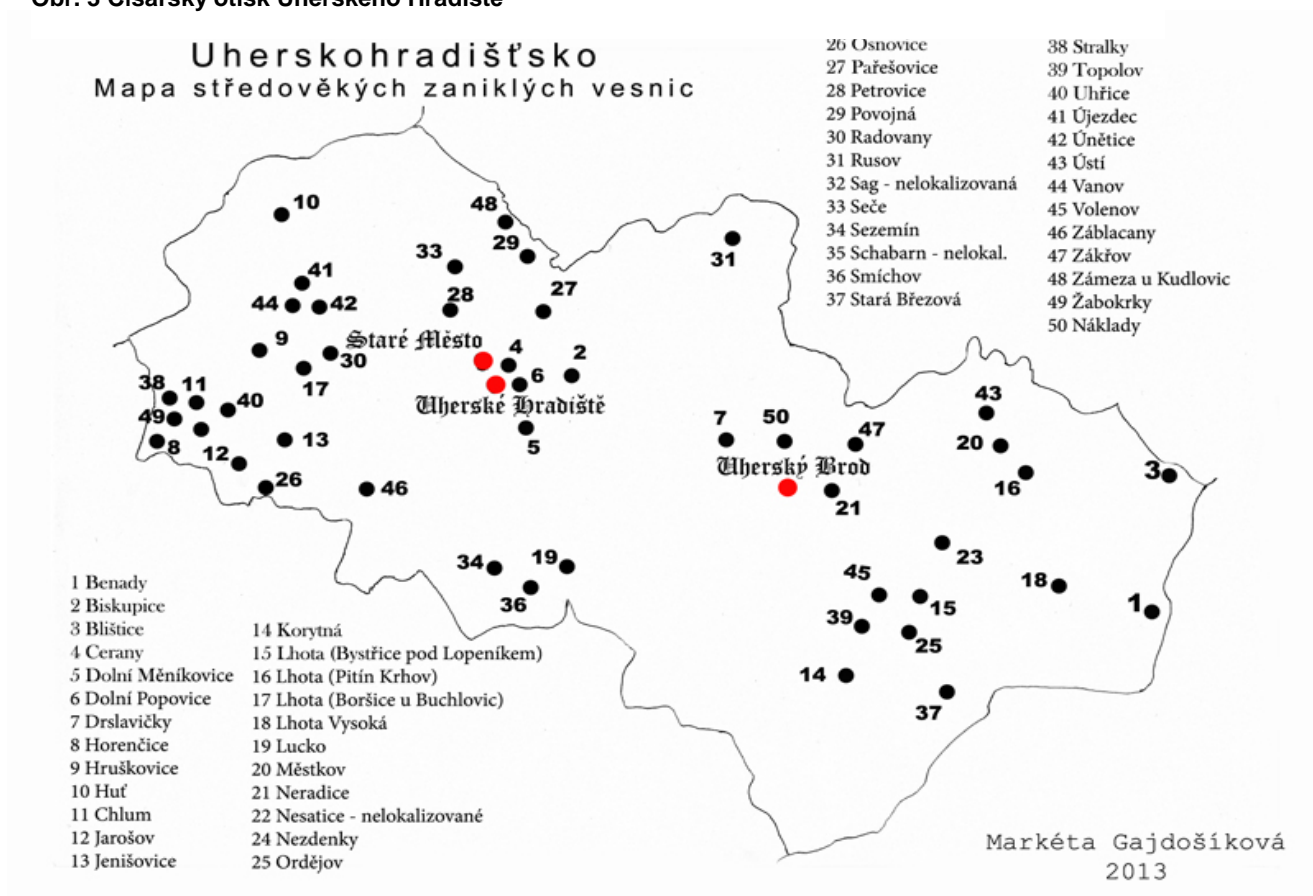 Obr. Císařský otisk Uherského Hradiště
Uherskohradišťsko
Mapa středověkých zaniklých vesnic
26 Osnovice
27 Pařešovice
28 Petrovice
29 Povojná
30 Radovany
31 Rusov
32 Sag - nelokalizovaná
33 Seče
34 Sezemín
35 Schabarn - nelokal.
36 Smíchov
37 Stará Březová
38 Stralky
39 Topolov
40 Uhřice
41 Újezdec
42 Únětice
43 Ústí
44 Vanov
45 Volenov
46 Záblacany
47 Zákřov
48 Zámeza u Kudlovic
49 Žabokrky
50 Náklady
10
48
29
33
31
41
28
27
44
42
Staré Město
9
30
4
2
17
6
38
11
40
Uherské Hradiště
43
49
7
50
47
8
13
5
20
12
Uherský Brod
3
26
46
16
21
34
19
23
36
45
18
15
1
39
25
14
37
1 Benady
2 Biskupice
3 Blištice
4 Cerany
5 Dolní Měníkovice
6 Dolní Popovice
7 Drslavičky
8 Horenčice
9 Hruškovice
10 Huť
11 Chlum
12 Jarošov
13 Jenišovice
14 Korytná
15 Lhota (Bystřice pod Lopeníkem)
16 Lhota (Pitín Krhov)
17 Lhota (Boršice u Buchlovic)
18 Lhota Vysoká
19 Lucko
20 Městkov
21 Neradice
22 Nesatice - nelokalizované
24 Nezdenky
25 Ordějov
Markéta Gajdošíková
2013